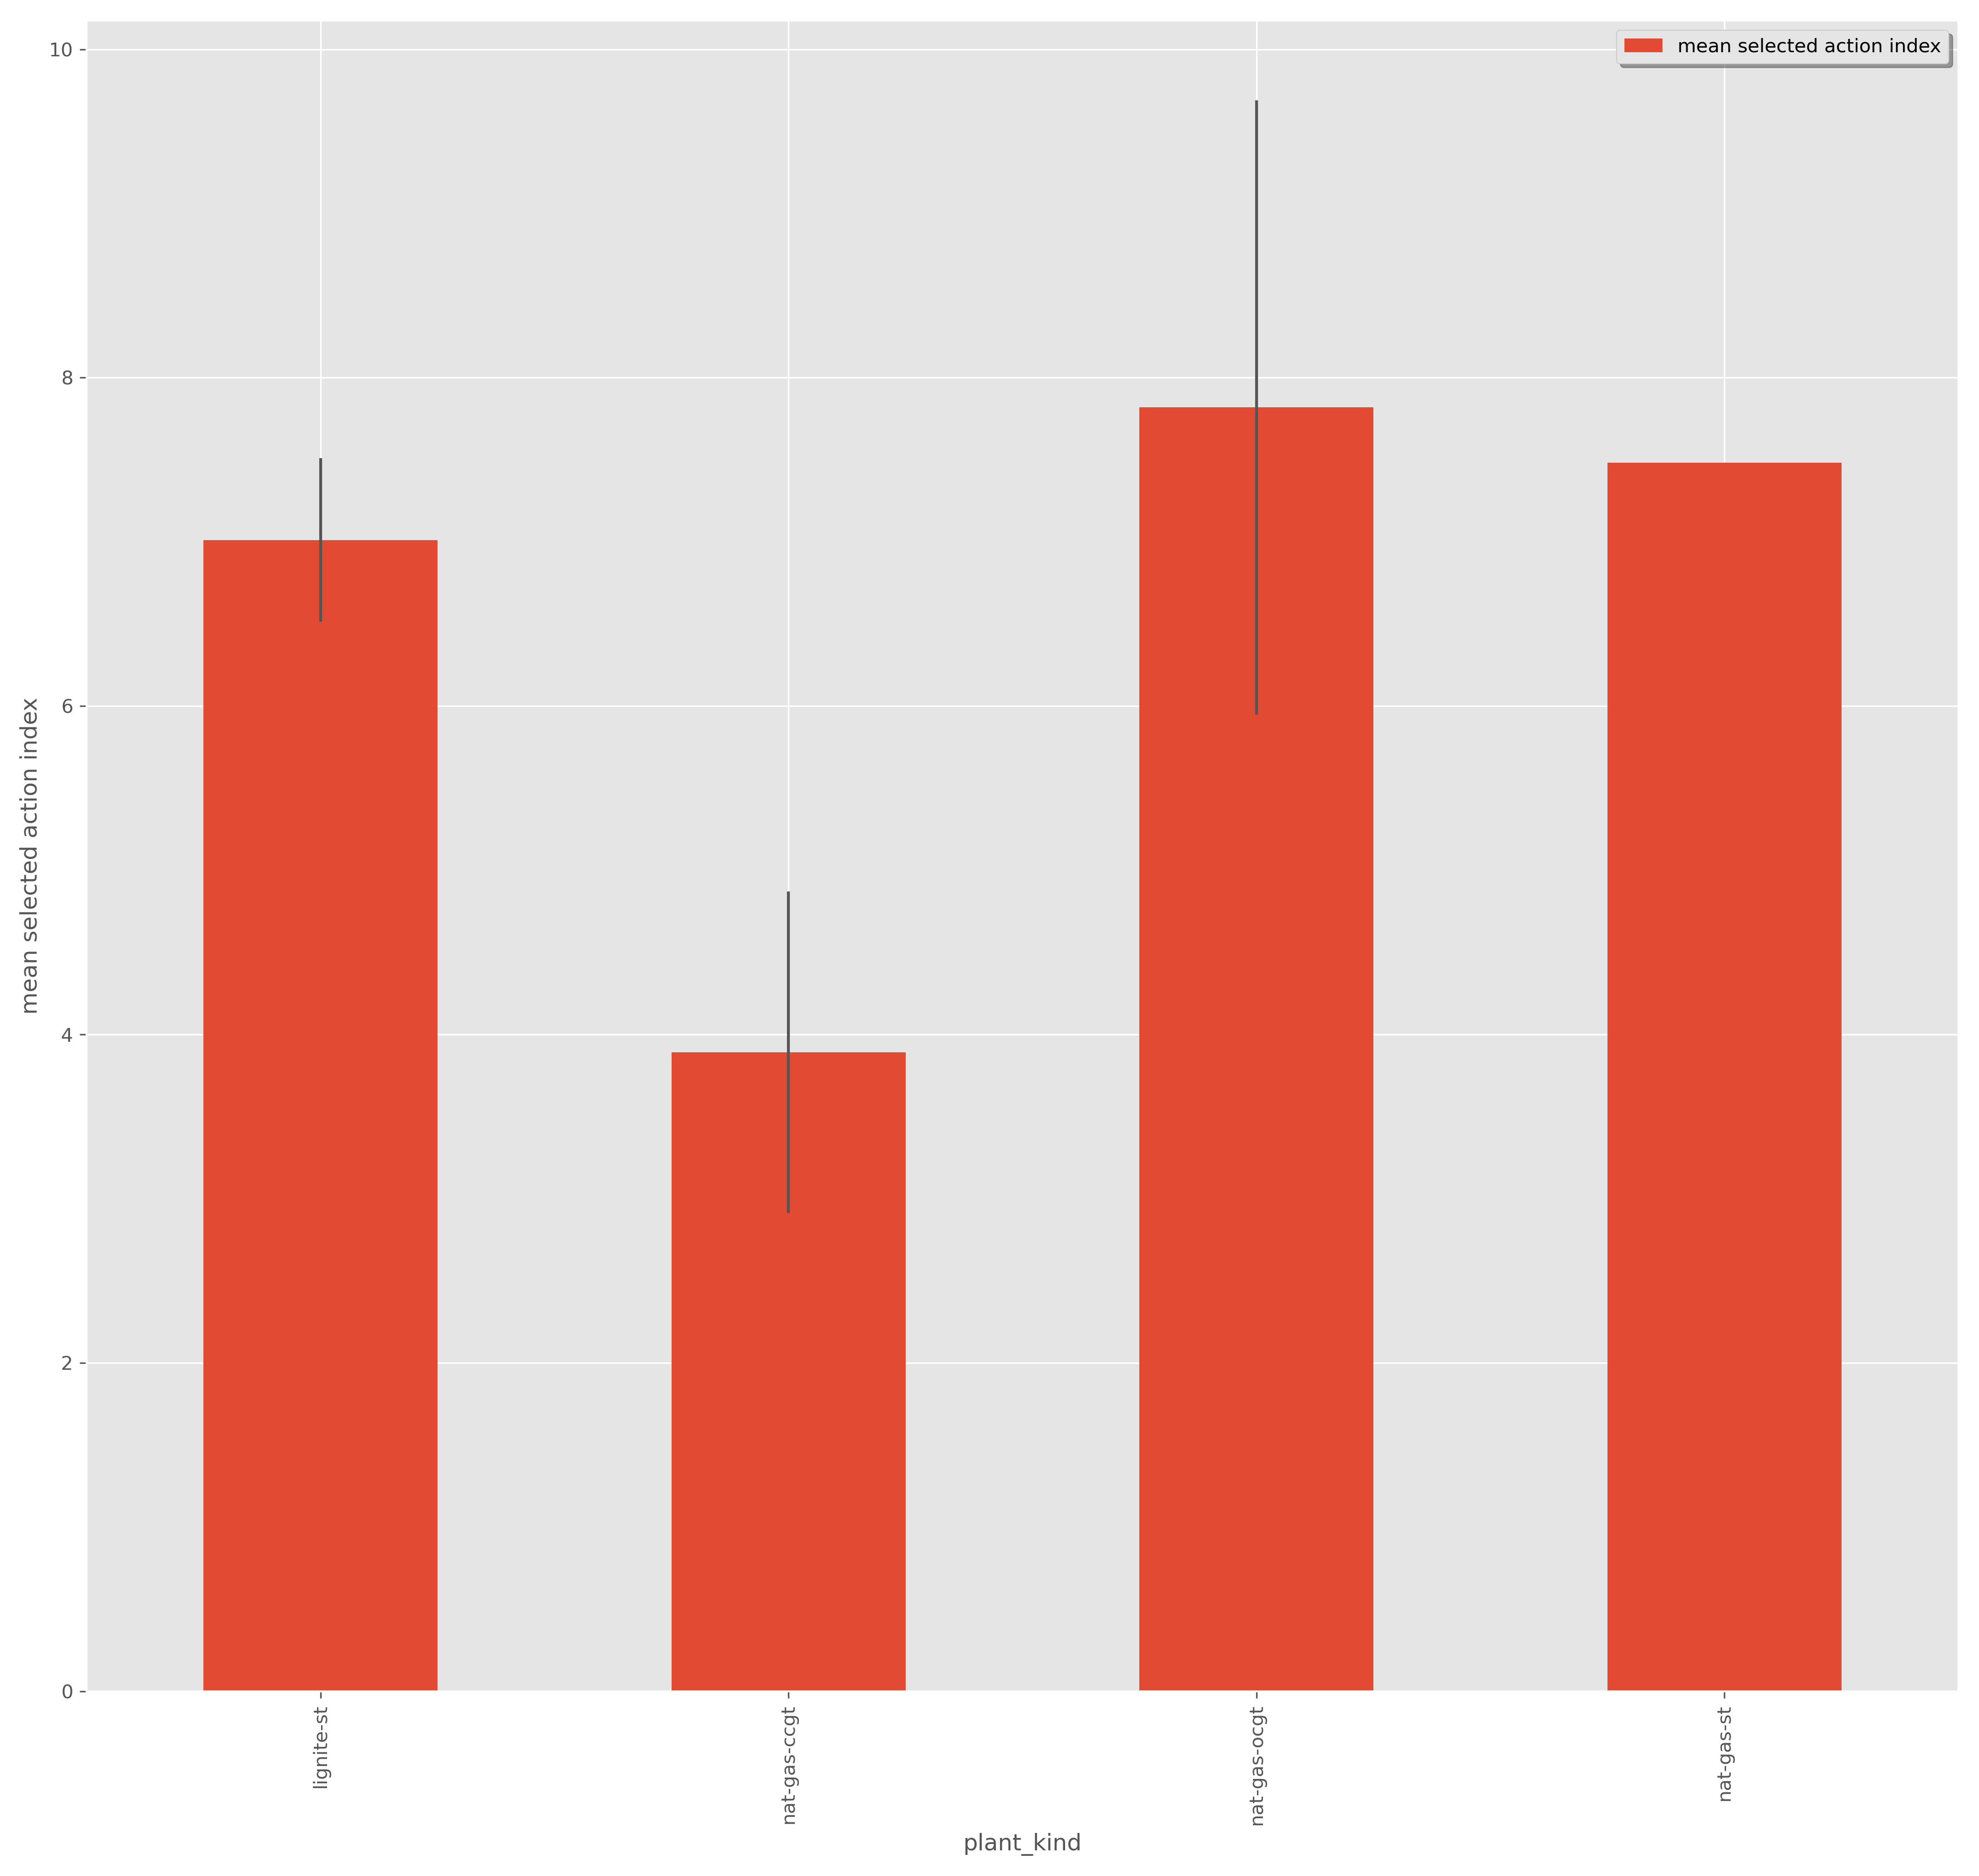 mean selected action index
10
8
6
4
2
0
mean selected action index
lignite-st
nat-gas-ccgt
nat-gas-ocgt
nat-gas-st
plant_kind